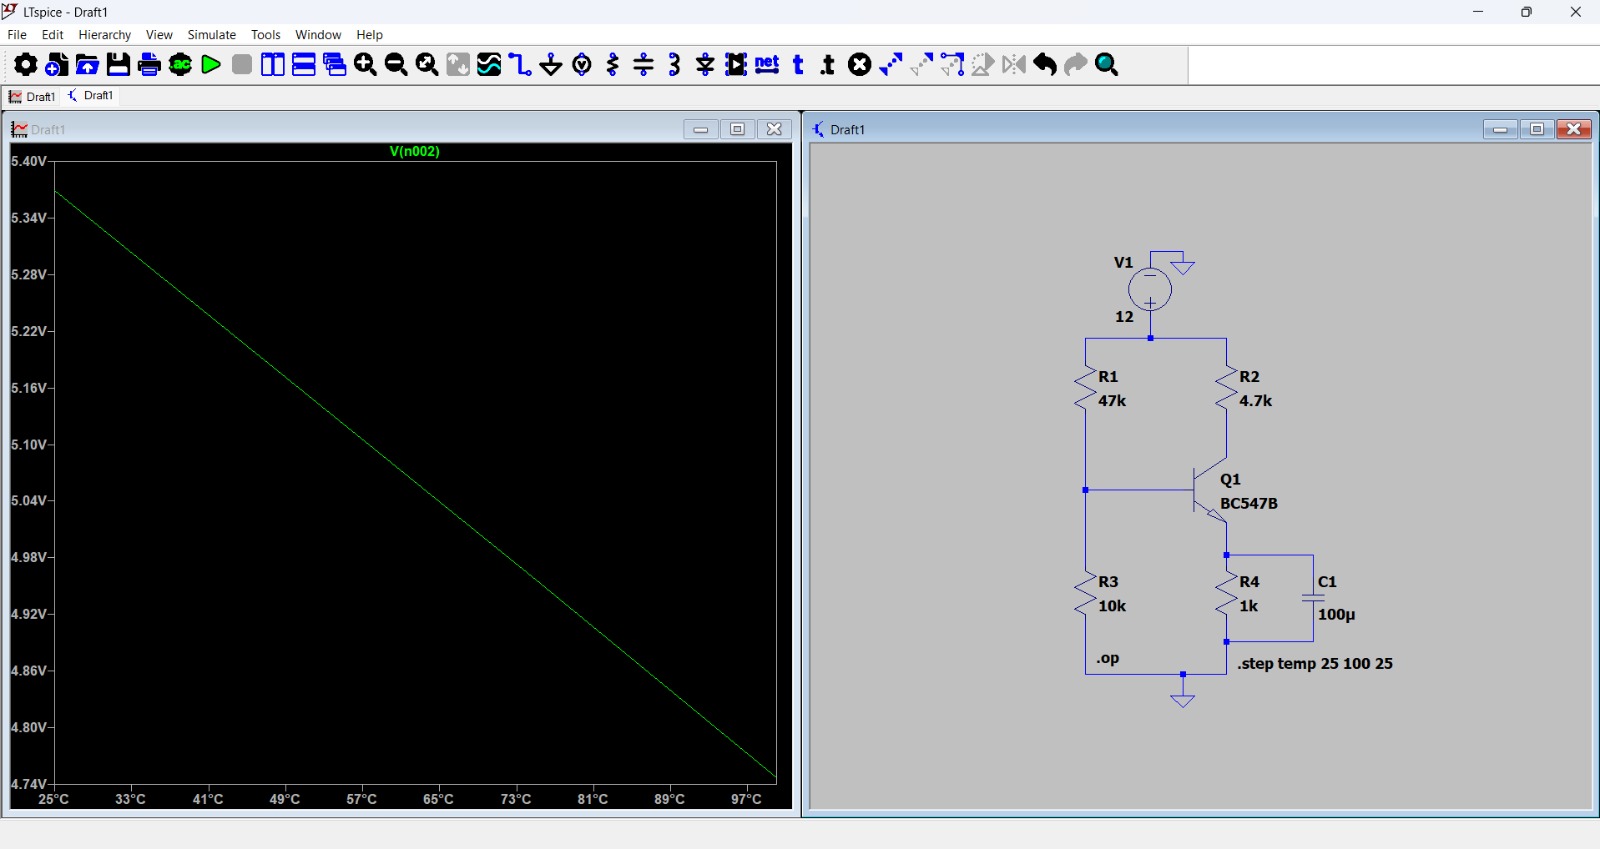 LTspice - Draft1
File Edit Hierarchy View Simulate Tools Window Help
.ac net t .t
Draft1 Draft1
Draft1
V(n002)
5.40V
5.34V
5.28V
5.22V
5.16V
5.10V
5.04V
4.98V
4.92V
4.86V
4.80V
4.74V
25°C 33°C 41°C 49°C 57°C 65°C 73°C 81°C 89°C 97°C
Draft1
V1
12
R1
47k
R2
4.7k
Q1
BC547B
R3
10k
R4
1k
C1
100µ
.op
.step temp 25 100 25